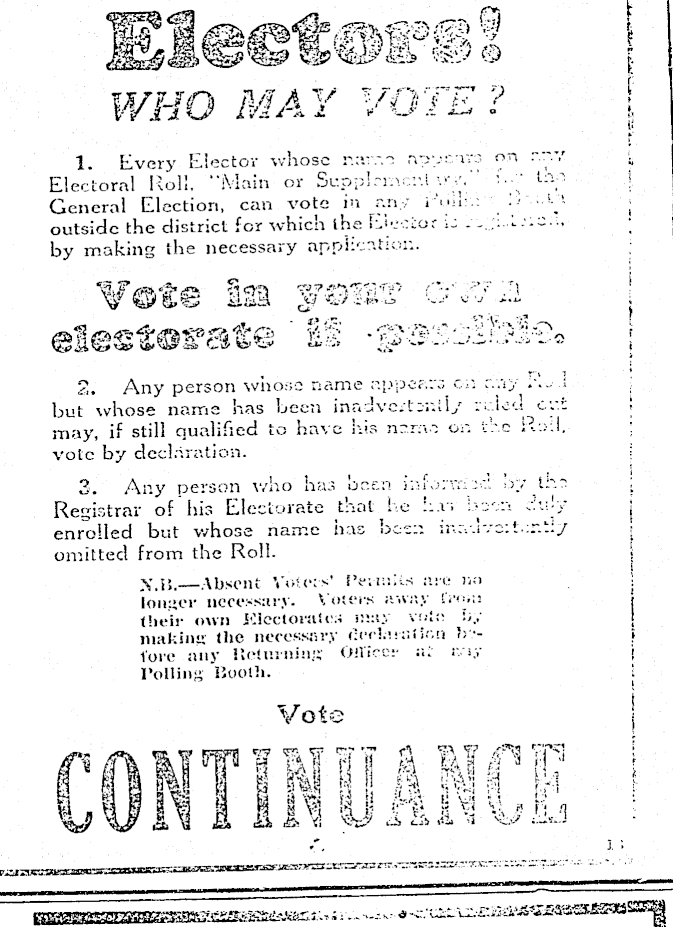 Electors!
WHO MAY VOTE?
1. Every Elector whose name appears on any
Electoral Roll, "Main or Supplementary," for the
General Election, can vote in any Polling Booth
outside the district for which the Elector is registered,
by making the necessary application.
Vote in your own
electorate if possible.
2. Any person whose name appears on any Roll
but whose name has been inadvertently ruled out
may, if still qualified to have his name on the Roll,
vote by declaration.
3. Any person who has been informed by the
Registrar of his Electorate that he has been duly
enrolled but whose name has been inadvertently
omitted from the Roll.
N.B.—Absent Voters' Permits are no
longer necessary. Voters away from
their own Electorates may vote by
making the necessary declaration be-
fore any Returning Officer at any
Polling Booth.
Vote
CONTINUANCE